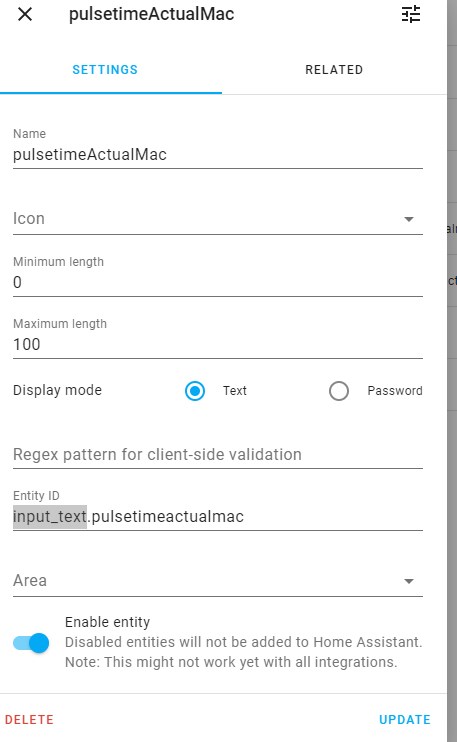 pulsetimeActualMac
SETTINGS
RELATED
Name
pulsetimeActualMac
Icon
Minimum length
0
Maximum length
100
Display mode
Text
Password
Regex pattern for client-side validation
Entity ID
input_text.pulsetimeactualmac
Area
Enable entity
Disabled entities will not be added to Home Assistant.
Note: This might not work yet with all integrations.
DELETE
UPDATE